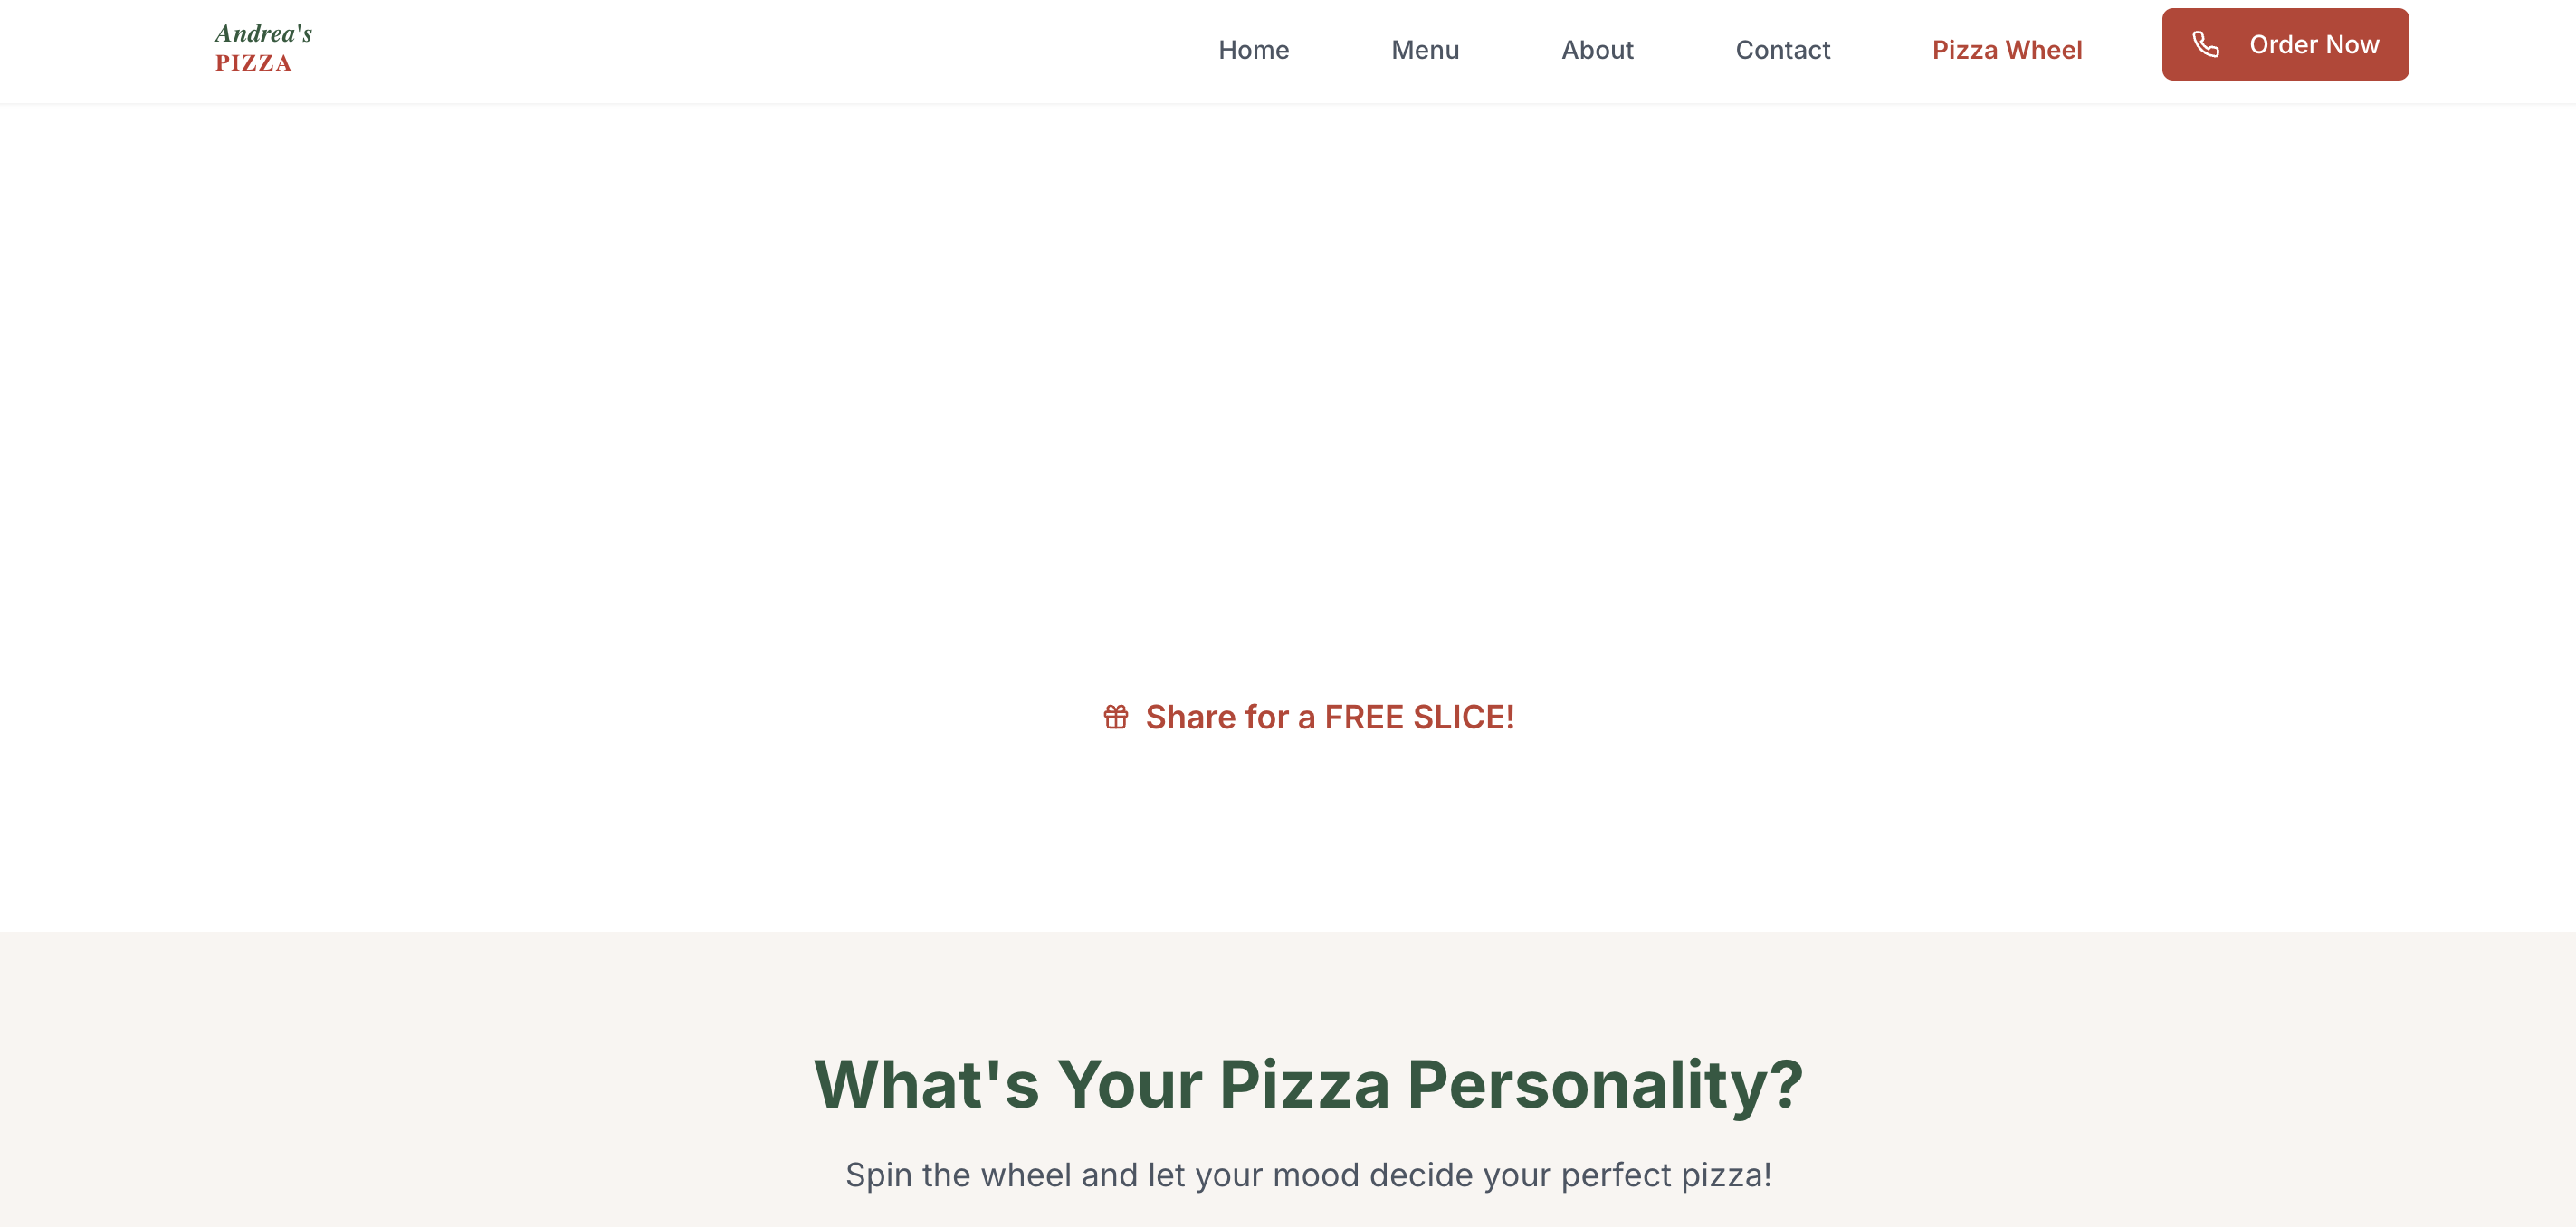 Andrea's
PIZZA
Home Menu About Contact Pizza Wheel Order Now
Share for a FREE SLICE!
What's Your Pizza Personality?
Spin the wheel and let your mood decide your perfect pizza!